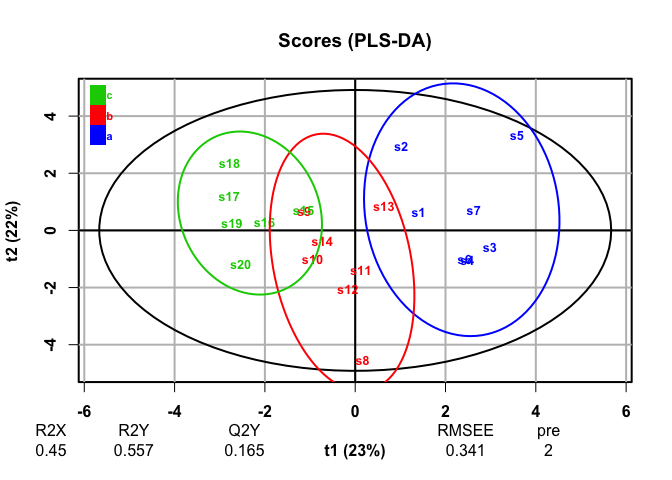 Scores (PLS-DA)
c
b
a
t2 (22%)
4
2
0
-2
-4
s5
s2
s18
s17
s13
s1
s7
s9
s15
s19
s16
s14
s3
s10
s6
s4
s20
s11
s12
s8
-6 -4 -2 0 2 4 6
R2X R2Y Q2Y RMSEE pre
0.45 0.557 0.165 t1 (23%) 0.341 2